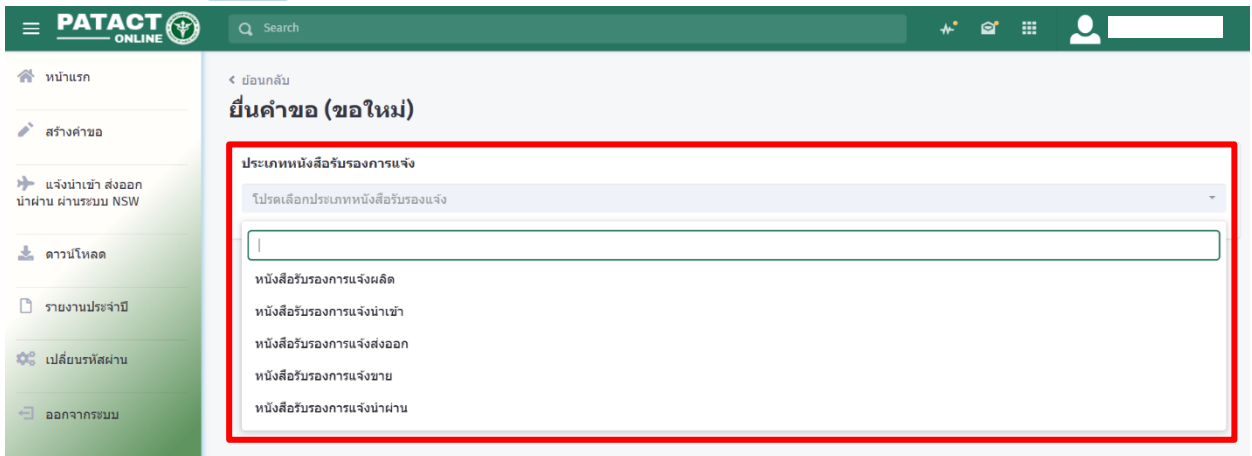 PATACT
ONLINE
Search
หน้าแรก
สร้างคำขอ
แจ้งนำเข้า ส่งออก
นำผ่าน ผ่านระบบ NSW
ดาวน์โหลด
รายงานประจำปี
เปลี่ยนรหัสผ่าน
ออกจากระบบ
ย้อนกลับ
ยื่นคำขอ (ขอใหม่)
ประเภทหนังสือรับรองการแจ้ง
โปรดเลือกประเภทหนังสือรับรองแจ้ง
หนังสือรับรองการแจ้งผลิต
หนังสือรับรองการแจ้งนำเข้า
หนังสือรับรองการแจ้งส่งออก
หนังสือรับรองการแจ้งขาย
หนังสือรับรองการแจ้งนำผ่าน